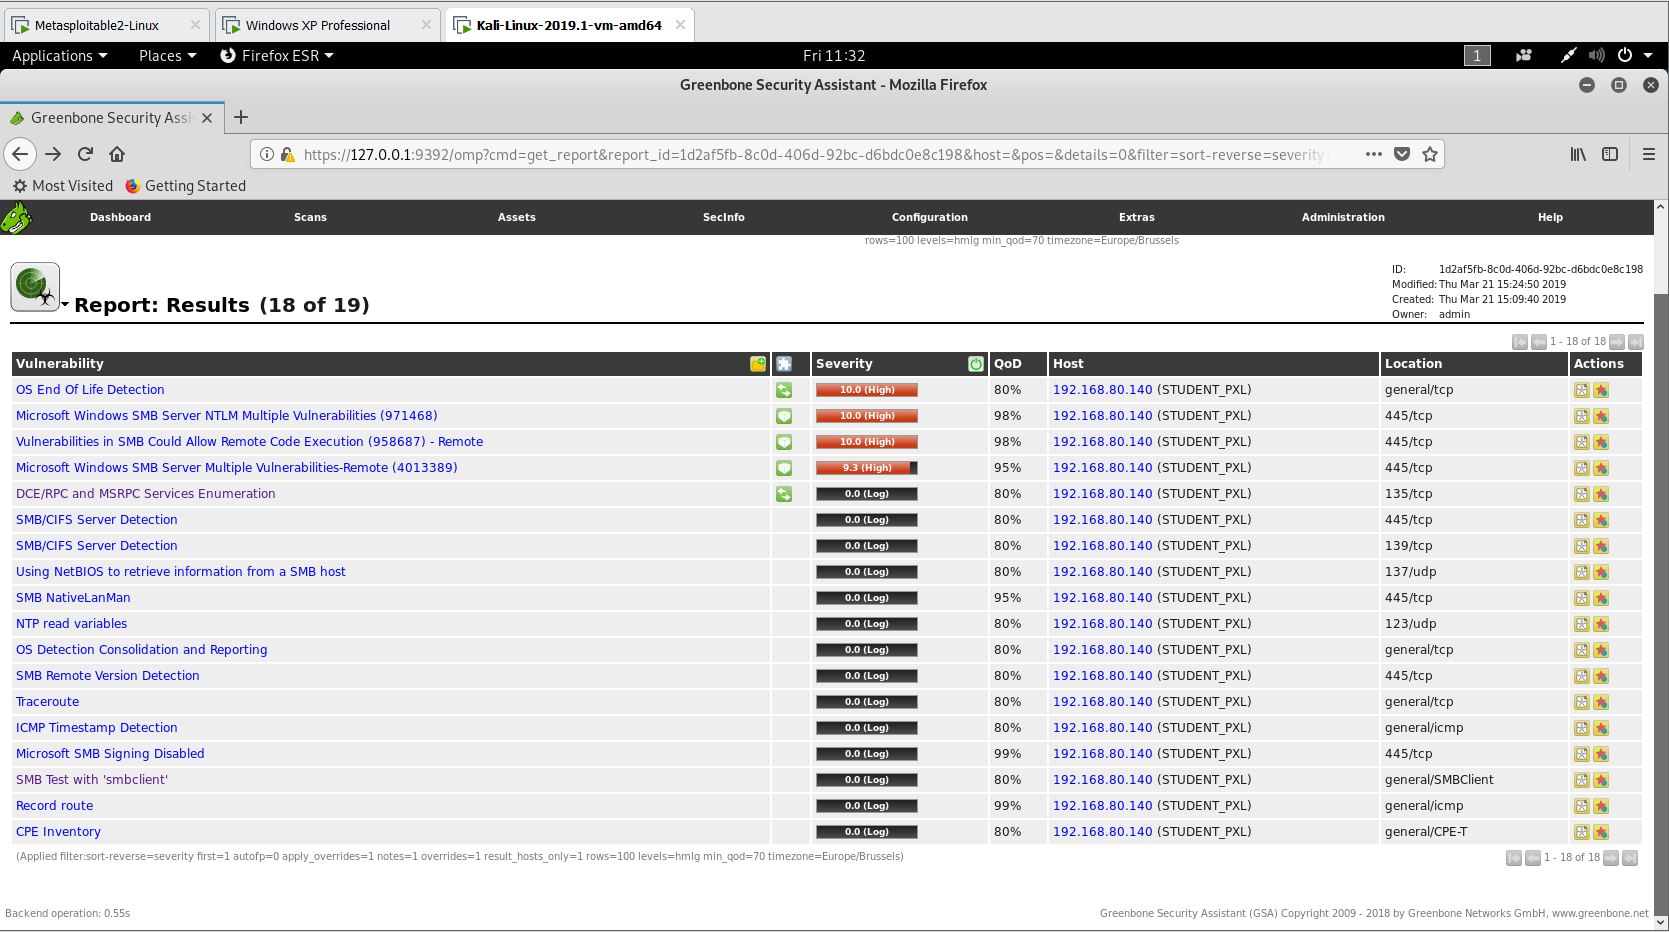 Metasploitable2-Linux Windows XP Professional Kali-Linux-2019.1-vm-amd64
Applications Places Firefox ESR Fri 11:32 1
Greenbone Security Assistant - Mozilla Firefox
Greenbone Security Assis
https://127.0.0.1:9392/omp?cmd=get_report&report_id=1d2af5fb-8c0d-406d-92bc-d6bdc0e8c198&host=&pos=&details=0&filter=sort-reverse=severity
Most Visited Getting Started
Dashboard Scans Assets SecInfo Configuration Extras Administration Help
rows=100 levels=hmlg min_qod=70 timezone=Europe/Brussels
ID: 1d2af5fb-8c0d-406d-92bc-d6bdc0e8c198
Modified: Thu Mar 21 15:24:50 2019
Created: Thu Mar 21 15:09:40 2019
Owner: admin
Report: Results (18 of 19)
1 - 18 of 18
Vulnerability Severity QoD Host Location Actions
OS End Of Life Detection 10.0 (High) 80% 192.168.80.140 (STUDENT_PXL) general/tcp
Microsoft Windows SMB Server NTLM Multiple Vulnerabilities (971468) 10.0 (High) 98% 192.168.80.140 (STUDENT_PXL) 445/tcp
Vulnerabilities in SMB Could Allow Remote Code Execution (958687) - Remote 10.0 (High) 98% 192.168.80.140 (STUDENT_PXL) 445/tcp
Microsoft Windows SMB Server Multiple Vulnerabilities-Remote (4013389) 9.3 (High) 95% 192.168.80.140 (STUDENT_PXL) 445/tcp
DCE/RPC and MSRPC Services Enumeration 0.0 (Log) 80% 192.168.80.140 (STUDENT_PXL) 135/tcp
SMB/CIFS Server Detection 0.0 (Log) 80% 192.168.80.140 (STUDENT_PXL) 445/tcp
SMB/CIFS Server Detection 0.0 (Log) 80% 192.168.80.140 (STUDENT_PXL) 139/tcp
Using NetBIOS to retrieve information from a SMB host 0.0 (Log) 80% 192.168.80.140 (STUDENT_PXL) 137/udp
SMB NativeLanMan 0.0 (Log) 95% 192.168.80.140 (STUDENT_PXL) 445/tcp
NTP read variables 0.0 (Log) 80% 192.168.80.140 (STUDENT_PXL) 123/udp
OS Detection Consolidation and Reporting 0.0 (Log) 80% 192.168.80.140 (STUDENT_PXL) general/tcp
SMB Remote Version Detection 0.0 (Log) 80% 192.168.80.140 (STUDENT_PXL) 445/tcp
Traceroute 0.0 (Log) 80% 192.168.80.140 (STUDENT_PXL) general/tcp
ICMP Timestamp Detection 0.0 (Log) 80% 192.168.80.140 (STUDENT_PXL) general/icmp
Microsoft SMB Signing Disabled 0.0 (Log) 99% 192.168.80.140 (STUDENT_PXL) 445/tcp
SMB Test with 'smbclient' 0.0 (Log) 80% 192.168.80.140 (STUDENT_PXL) general/SMBClient
Record route 0.0 (Log) 99% 192.168.80.140 (STUDENT_PXL) general/icmp
CPE Inventory 0.0 (Log) 80% 192.168.80.140 (STUDENT_PXL) general/CPE-T
(Applied filter:sort-reverse=severity first=1 autofp=0 apply_overrides=1 notes=1 overrides=1 result_hosts_only=1 rows=100 levels=hmlg min_qod=70 timezone=Europe/Brussels) 1 - 18 of 18
Backend operation: 0.55s Greenbone Security Assistant (GSA) Copyright 2009 - 2018 by Greenbone Networks GmbH, www.greenbone.net